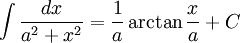 ∫ dx/(a² + x²) = (1/a) arctan (x/a) + C